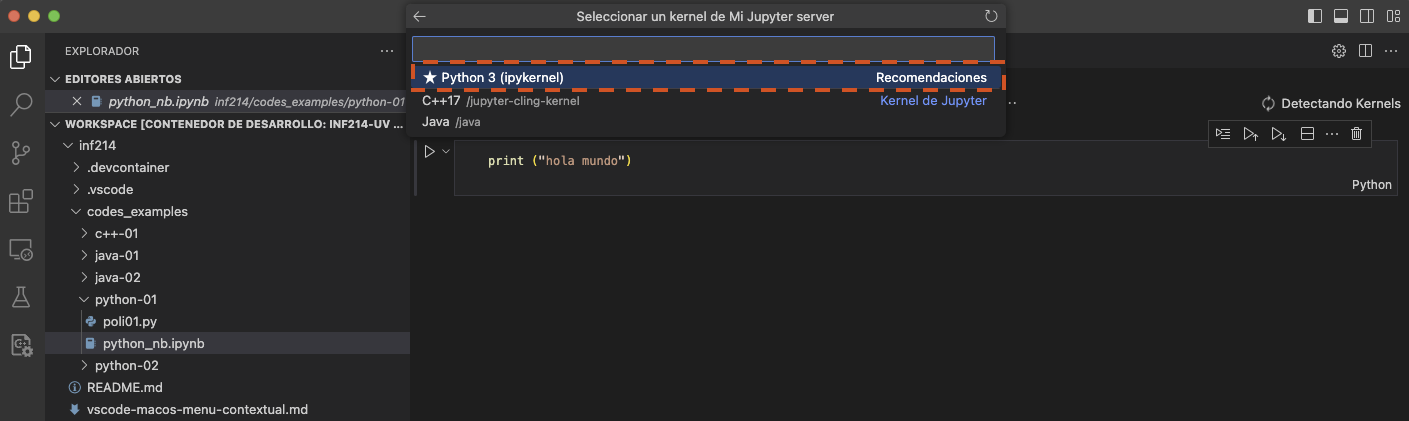 Seleccionar un kernel de Mi Jupyter server
EXPLORADOR
EDITORES ABIERTOS
python_nb.ipynb inf214/codes_examples/python-01
WORKSPACE [CONTENEDOR DE DESARROLLO: INF214-UV ...
inf214
.devcontainer
.vscode
codes_examples
c++-01
java-01
java-02
python-01
poli01.py
python_nb.ipynb
python-02
README.md
vscode-macos-menu-contextual.md
★ Python 3 (ipykernel) Recomendaciones
C++17 /jupyter-cling-kernel Kernel de Jupyter
Java /java
Detectando Kernels
print ("hola mundo")
Python